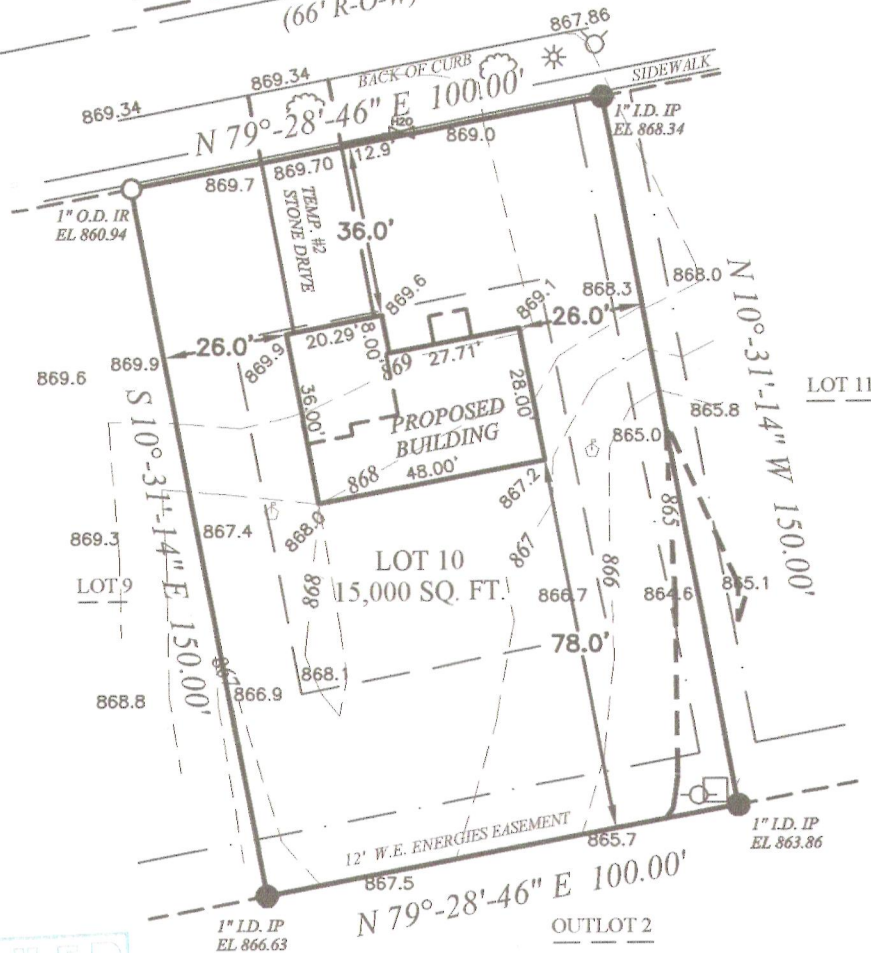 (66' R-O-W)
867.86
869.34
BACK OF CURB
SIDEWALK
869.34
N 79°-28'-46" E 100.00'
H2O
1" I.D. IP
EL 868.34
869.7
869.70
12.9'
869.0
1" O.D. IR
EL 860.94
TEMP. #2
STONE DRIVE
36.0'
869.6
869.1
868.3
868.0
N 10°-31'-14" W 150.00'
26.0'
869.9
20.29'
8.00'
869
27.71'
26.0'
869.9
869.6
LOT 11
S 10°-31'-14" E 150.00'
36.00'
PROPOSED
BUILDING
28.00'
865.8
865.0
868
48.00'
867.2
868.0
867.4
869.3
LOT 9
LOT 10
15,000 SQ. FT.
898
867
866
865
866.7
864.6
865.1
78.0'
868.1
867
866.9
868.8
12' W.E. ENERGIES EASEMENT
865.7
867.5
1" I.D. IP
EL 863.86
N 79°-28'-46" E 100.00'
1" I.D. IP
EL 866.63
OUTLOT 2